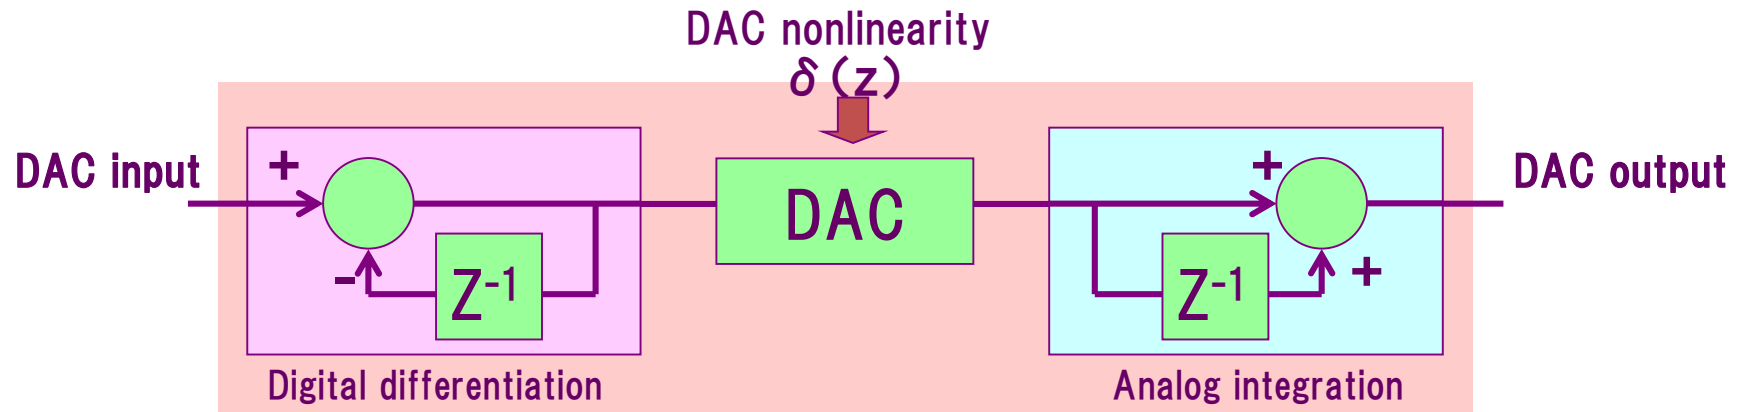 DAC nonlinearity
δ(z)
DAC input
+
-
Z-1
DAC
+
+
Z-1
DAC output
Digital differentiation
Analog integration